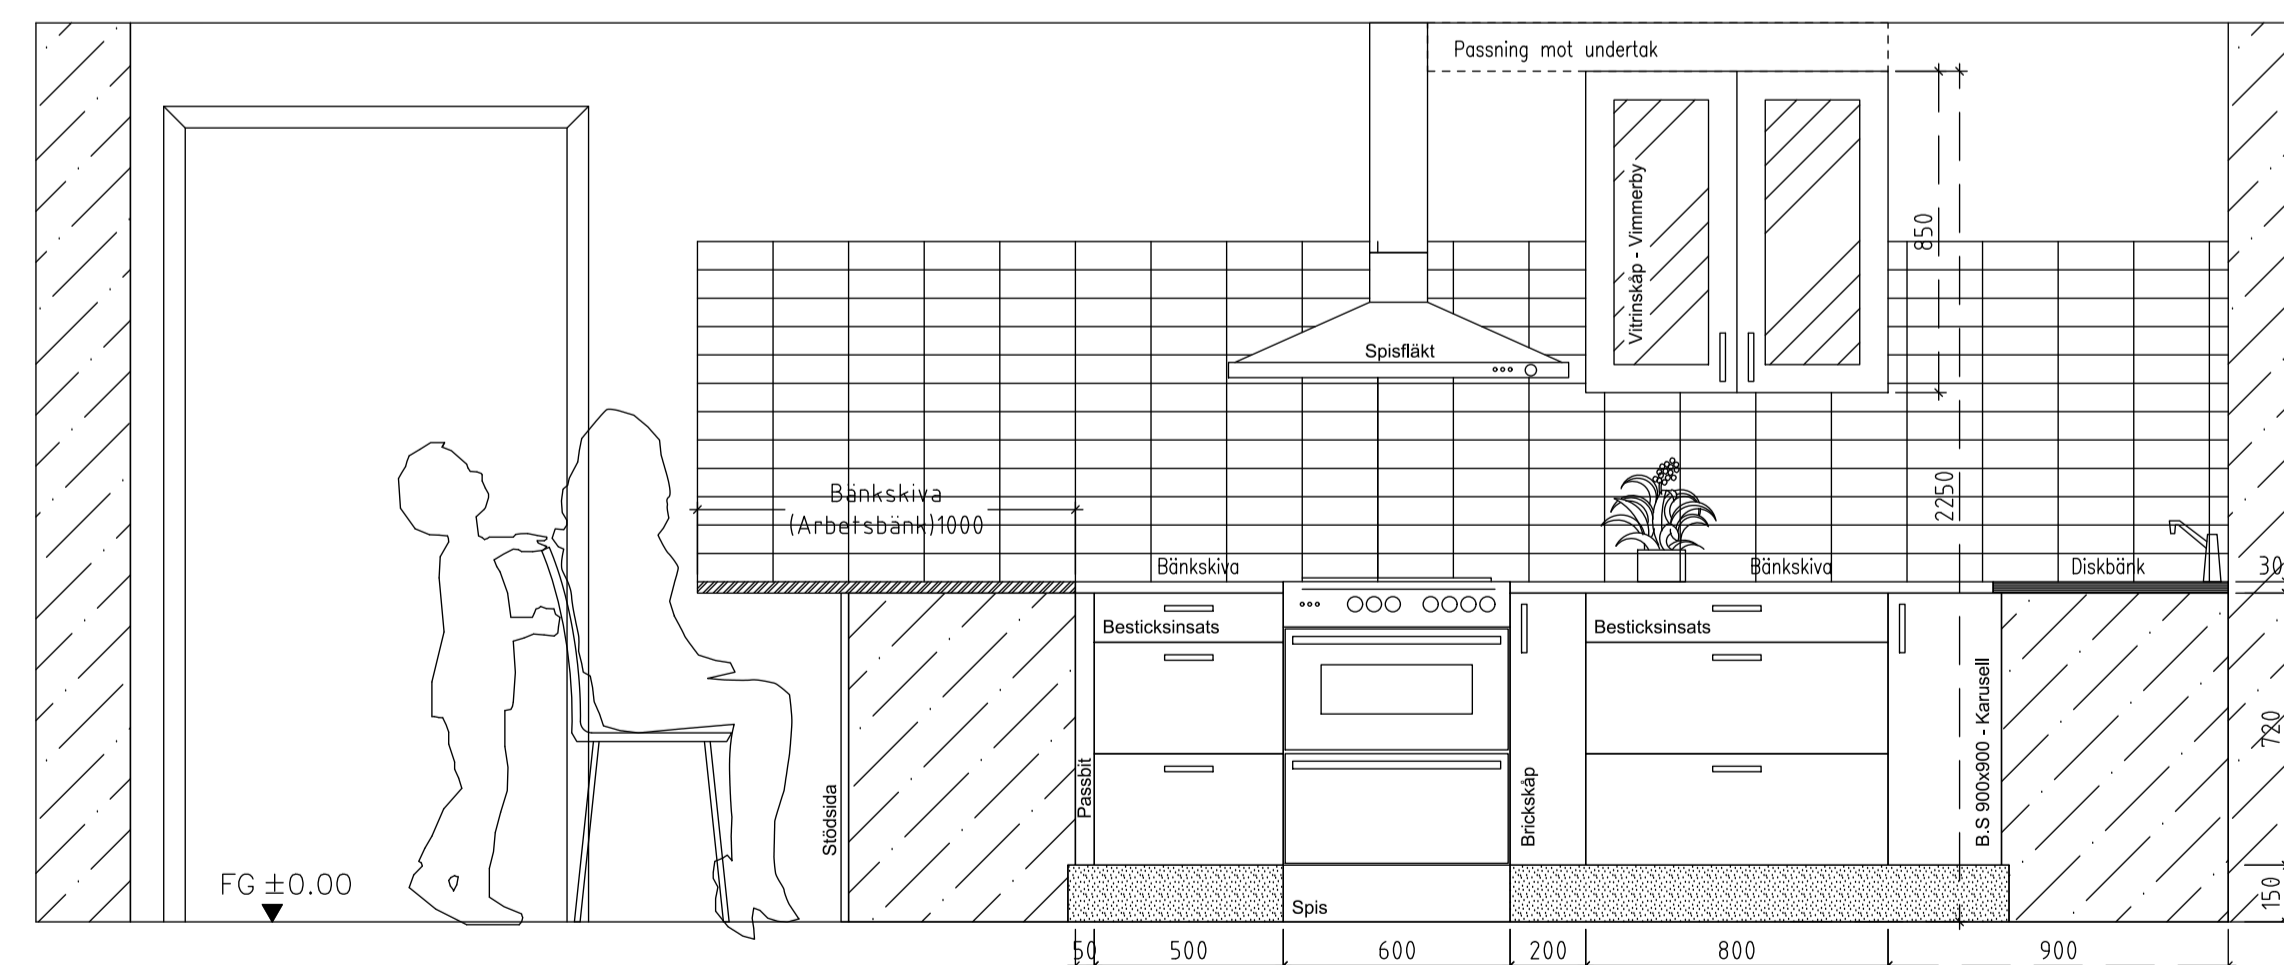 Passning mot undertak
Vitrinskåp - Vimmerby
850
Spisfläkt
2250
Bänkskiva
(Arbetsbänk)1000
Bänkskiva
Bänkskiva
Diskbänk
30
Besticksinsats
Besticksinsats
720
Stödsida
Passbit
Brickskåp
B.S 900x900 - Karusell
FG ±0.00
Spis
150
50
500
600
200
800
900